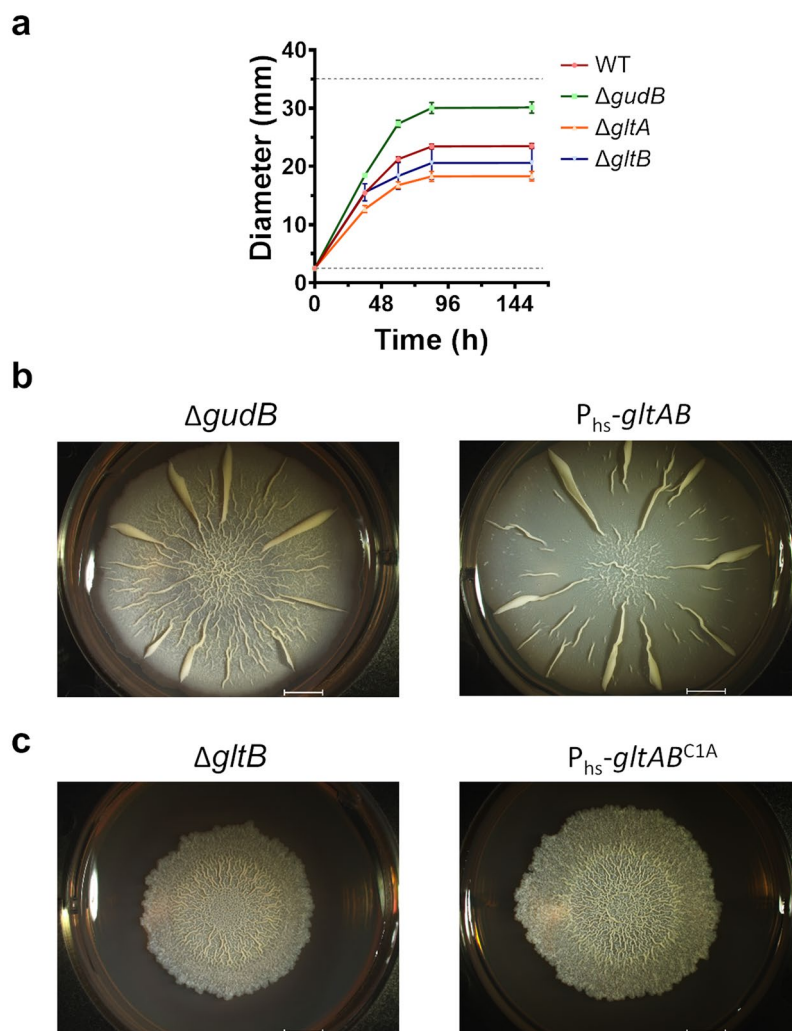 a
40
30
20
10
0
Diameter (mm)
0 48 96 144
Time (h)
WT
ΔgudB
ΔgltA
ΔgltB
b
ΔgudB
Phs-gltAB
c
ΔgltB
Phs-gltABC1A